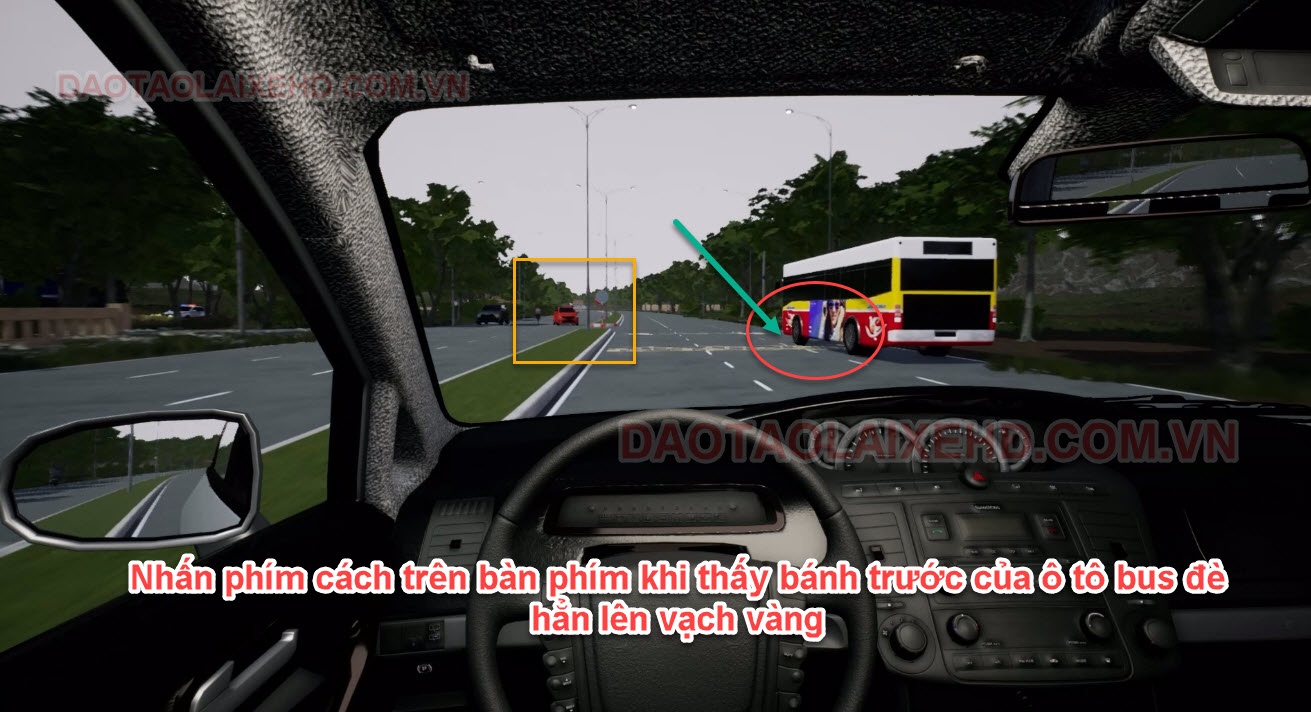 DAOTAOLAIXEHD.COM.VN
DAOTAOLAIXEHD.COM.VN
Nhấn phím cách trên bàn phím khi thấy bánh trước của ô tô bus đè
hẳn lên vạch vàng